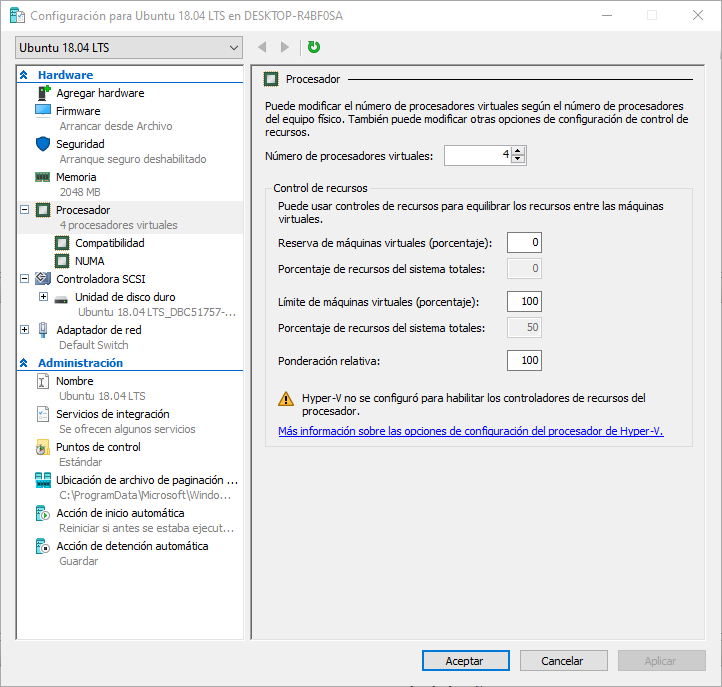 Configuración para Ubuntu 18.04 LTS en DESKTOP-R4BF0SA
Ubuntu 18.04 LTS
Hardware
Agregar hardware
Firmware
Arrancar desde Archivo
Seguridad
Arranque seguro deshabilitado
Memoria
2048 MB
Procesador
4 procesadores virtuales
Compatibilidad
NUMA
Controladora SCSI
Unidad de disco duro
Ubuntu 18.04 LTS_DBC51757-...
Adaptador de red
Default Switch
Administración
Nombre
Ubuntu 18.04 LTS
Servicios de integración
Se ofrecen algunos servicios
Puntos de control
Estándar
Ubicación de archivo de paginación ...
C:\ProgramData\Microsoft\Windo...
Acción de inicio automática
Reiniciar si antes se estaba ejecut...
Acción de detención automática
Guardar
Procesador
Puede modificar el número de procesadores virtuales según el número de procesadores
del equipo físico. También puede modificar otras opciones de configuración de control de
recursos.
Número de procesadores virtuales: 4
Control de recursos
Puede usar controles de recursos para equilibrar los recursos entre las máquinas
virtuales.
Reserva de máquinas virtuales (porcentaje): 0
Porcentaje de recursos del sistema totales: 0
Límite de máquinas virtuales (porcentaje): 100
Porcentaje de recursos del sistema totales: 50
Ponderación relativa: 100
Hyper-V no se configuró para habilitar los controladores de recursos del
procesador.
Más información sobre las opciones de configuración del procesador de Hyper-V.
Aceptar
Cancelar
Aplicar